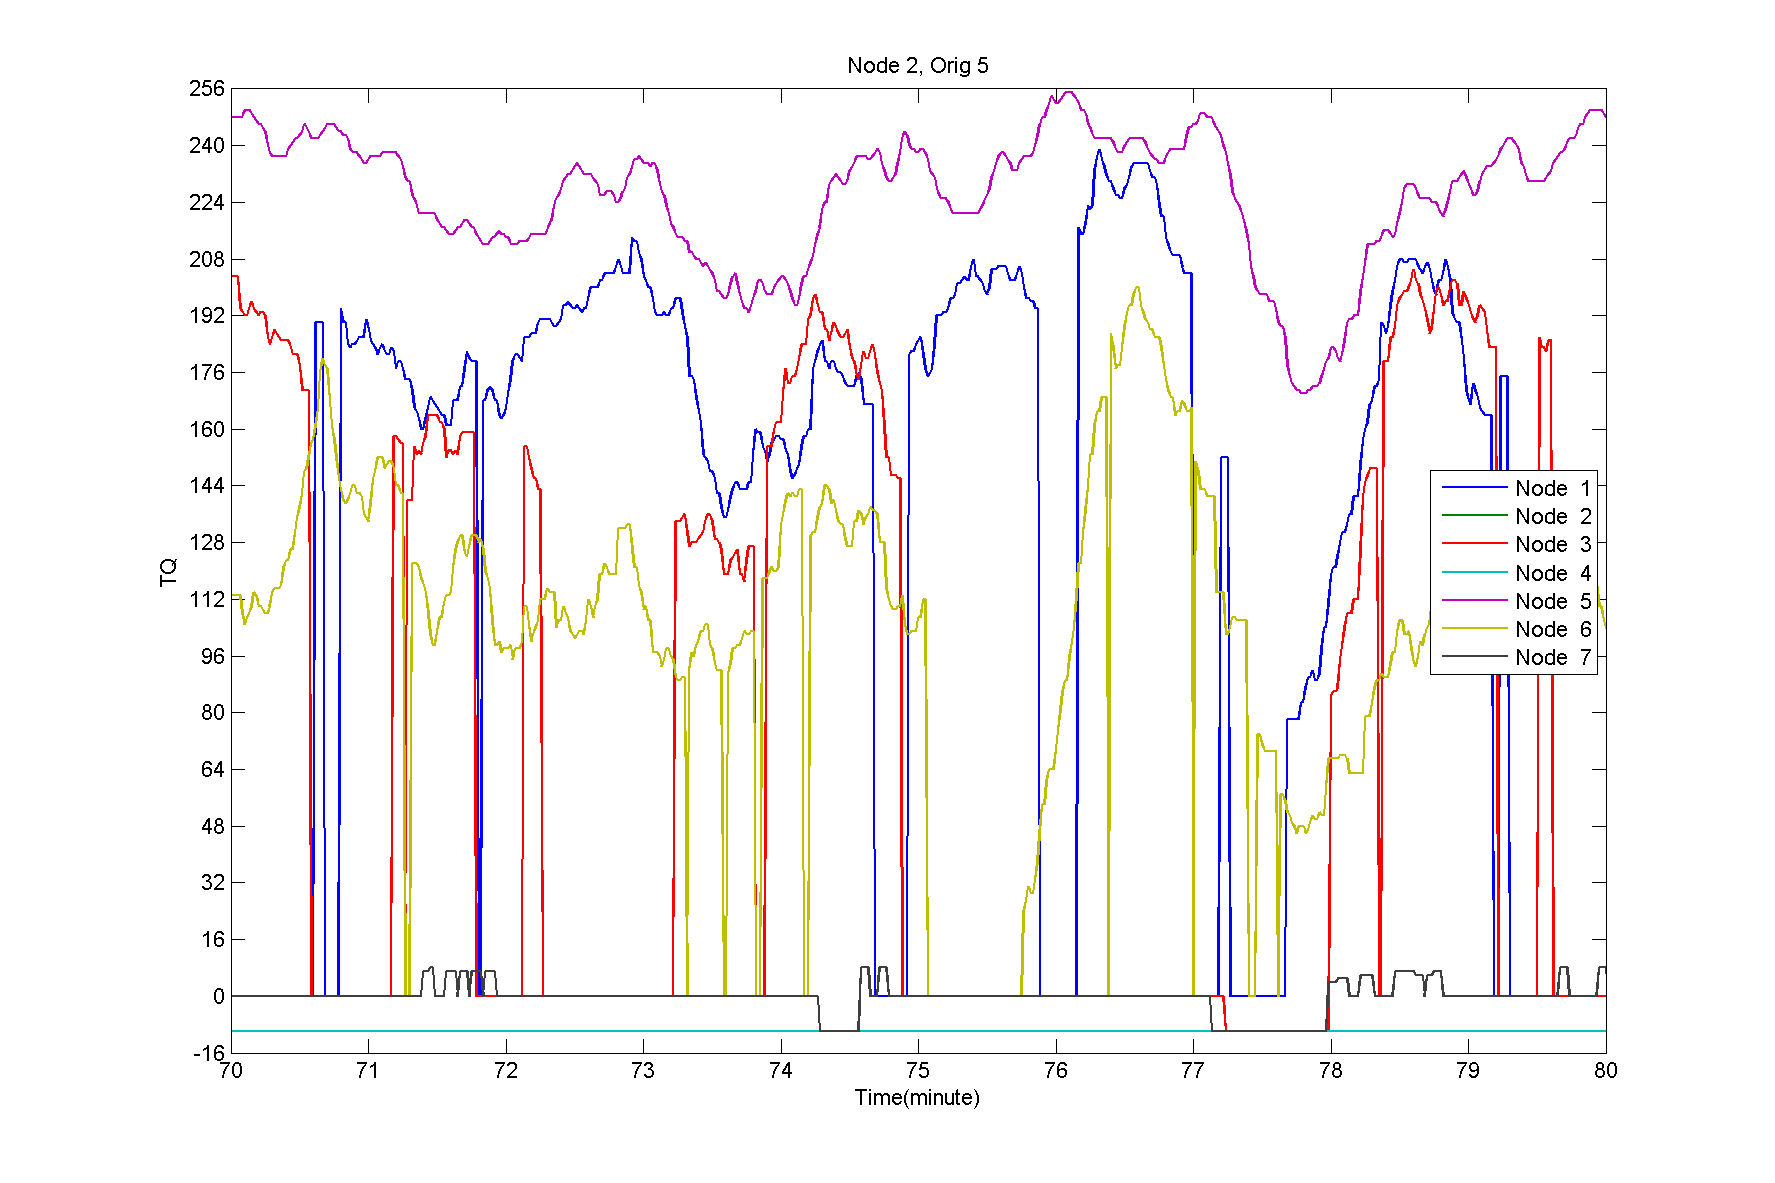 Node 2, Orig 5
256
240
224
208
192
176
160
144
128
112
96
80
64
48
32
16
0
-16
TQ
Node 1
Node 2
Node 3
Node 4
Node 5
Node 6
Node 7
70 71 72 73 74 75 76 77 78 79 80
Time(minute)